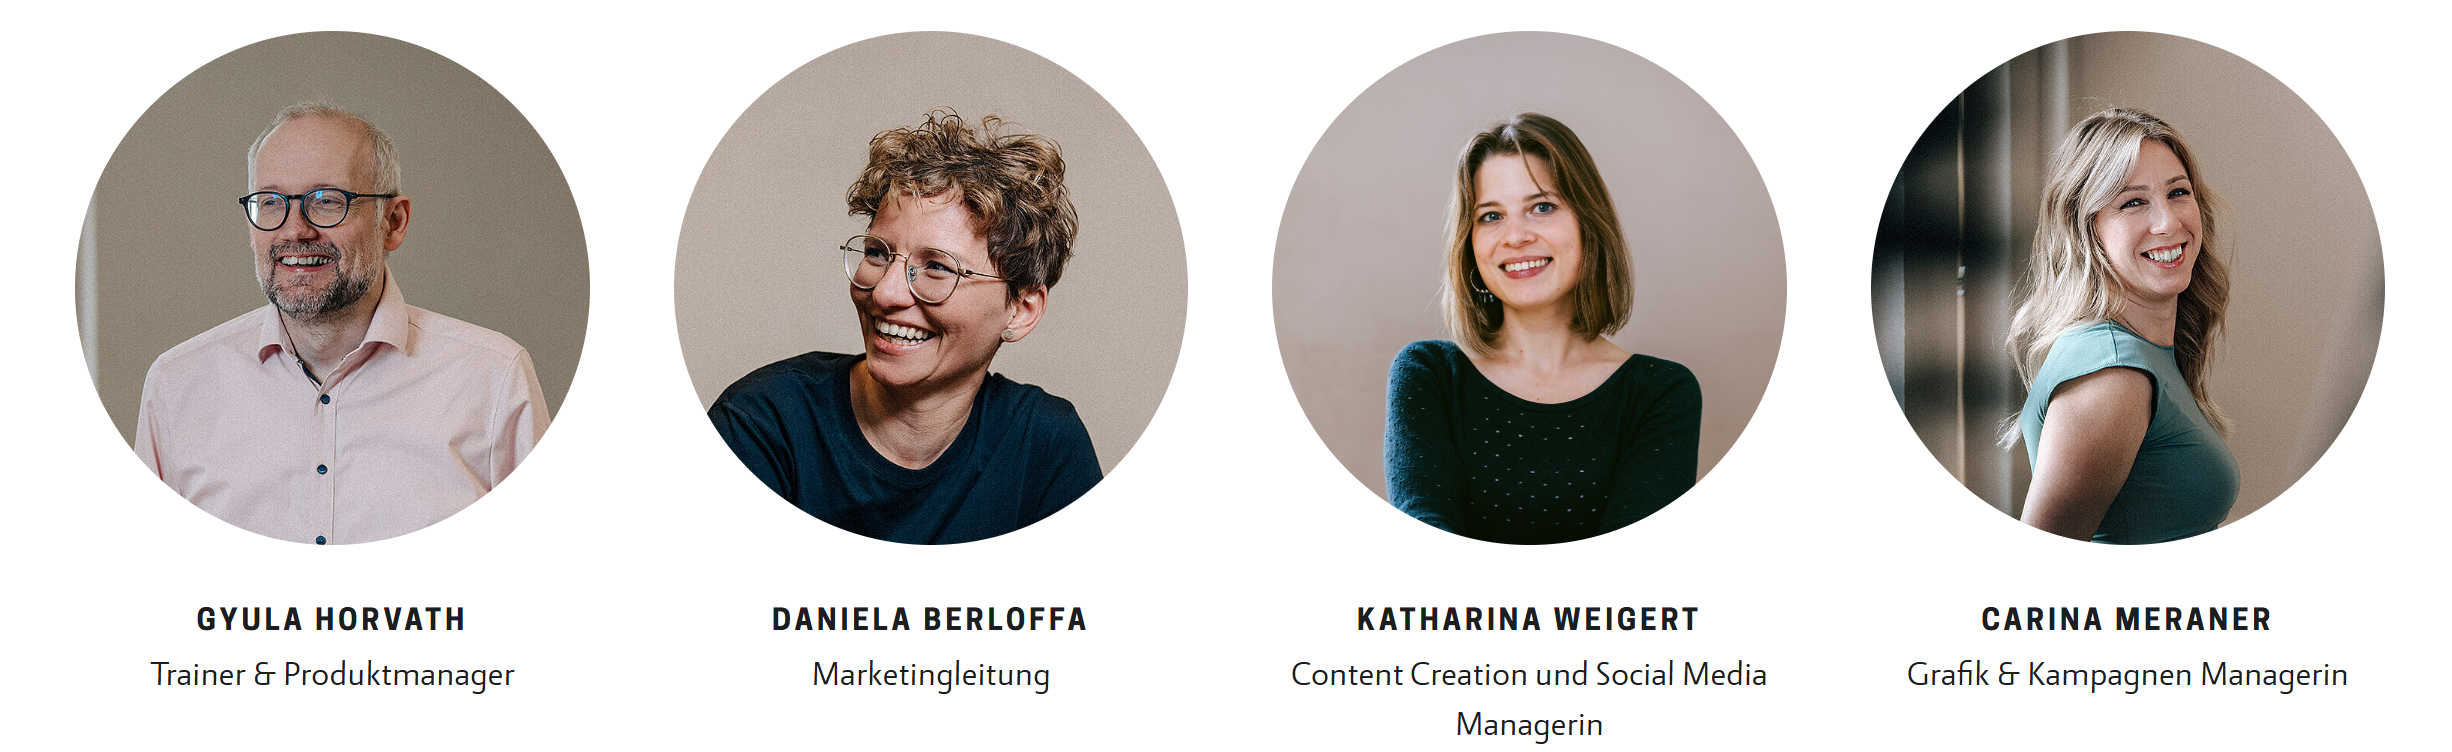 GYULA HORVATH
Trainer & Produktmanager
DANIELA BERLOFFA
Marketingleitung
KATHARINA WEIGERT
Content Creation und Social Media
Managerin
CARINA MERANER
Grafik & Kampagnen Managerin